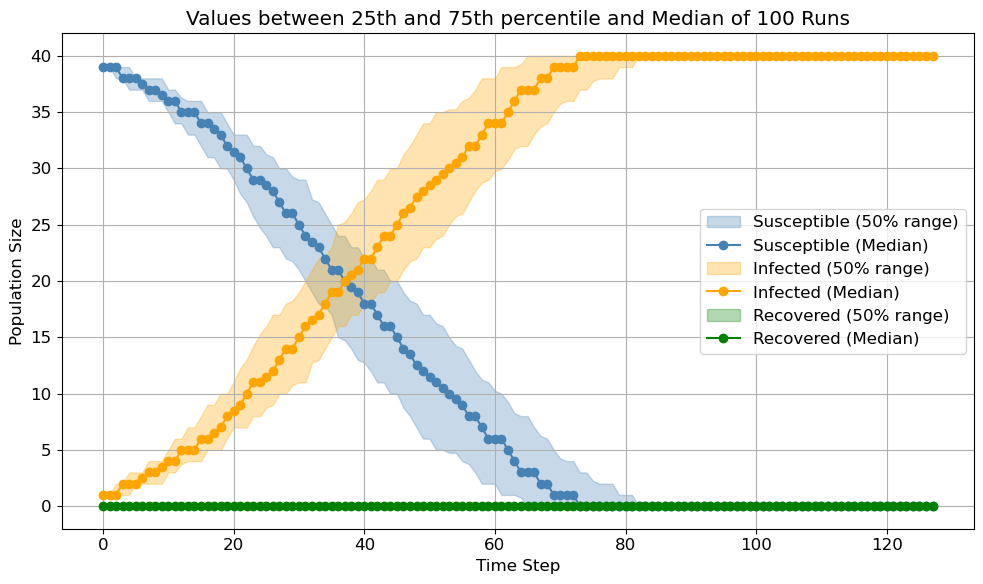 Values between 25th and 75th percentile and Median of 100 Runs
Population Size
40
35
30
25
20
15
10
5
0
Susceptible (50% range)
Susceptible (Median)
Infected (50% range)
Infected (Median)
Recovered (50% range)
Recovered (Median)
0 20 40 60 80 100 120
Time Step